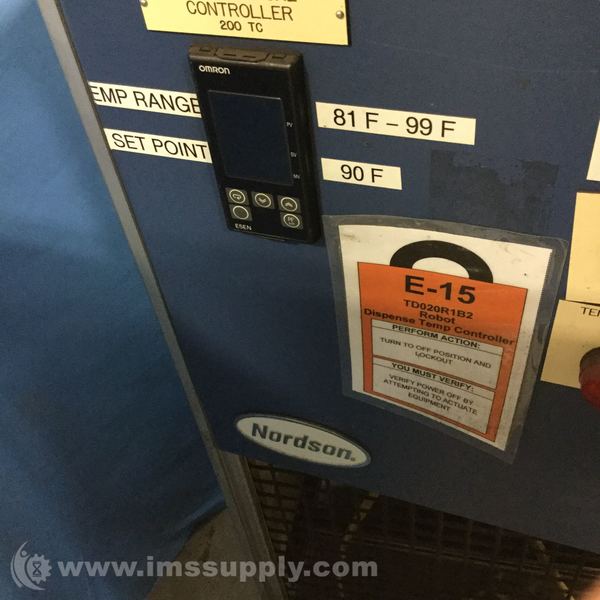 CONTROLLER
200 TC
OMRON
EMP RANGE
81 F – 99 F
PV
SET POINT
SV
90 F
MV
ESEN
E-15
TD020R1B2
Robot
Dispense Temp Controller
PERFORM ACTION:
TURN TO OFF POSITION AND
LOCKOUT
YOU MUST VERIFY:
VERIFY POWER OFF BY
ATTEMPTING TO ACTUATE
EQUIPMENT
TE
Nordson®
www.imssupply.com